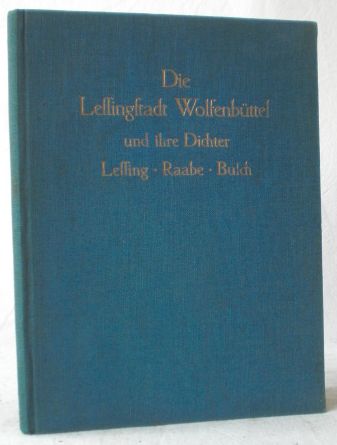 Die
Leſſingſtadt Wolfenbüttel
und ihre Dichter
Leſſing · Raabe · Buſch